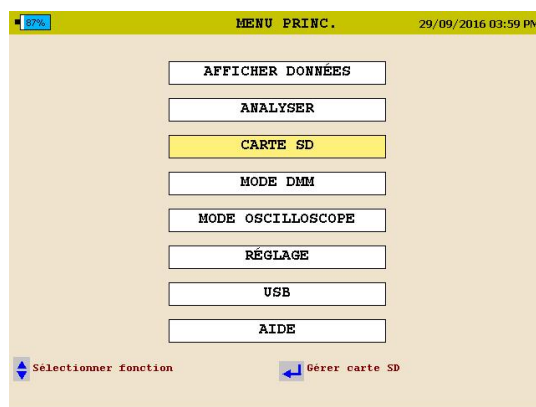 87% MENU PRINC. 29/09/2016 03:59 PM
AFFICHER DONNÉES
ANALYSER
CARTE SD
MODE DMM
MODE OSCILLOSCOPE
RÉGLAGE
USB
AIDE
Sélectionner fonction Gérer carte SD